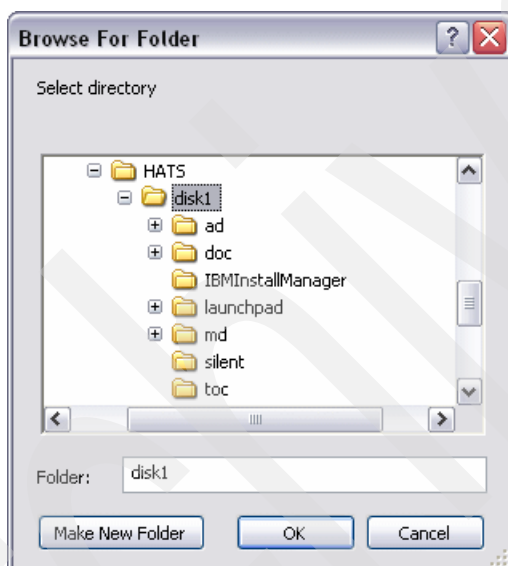 Browse For Folder
Select directory
HATS
disk1
ad
doc
IBMInstallManager
launchpad
md
silent
toc
Folder: disk1
Make New Folder OK Cancel